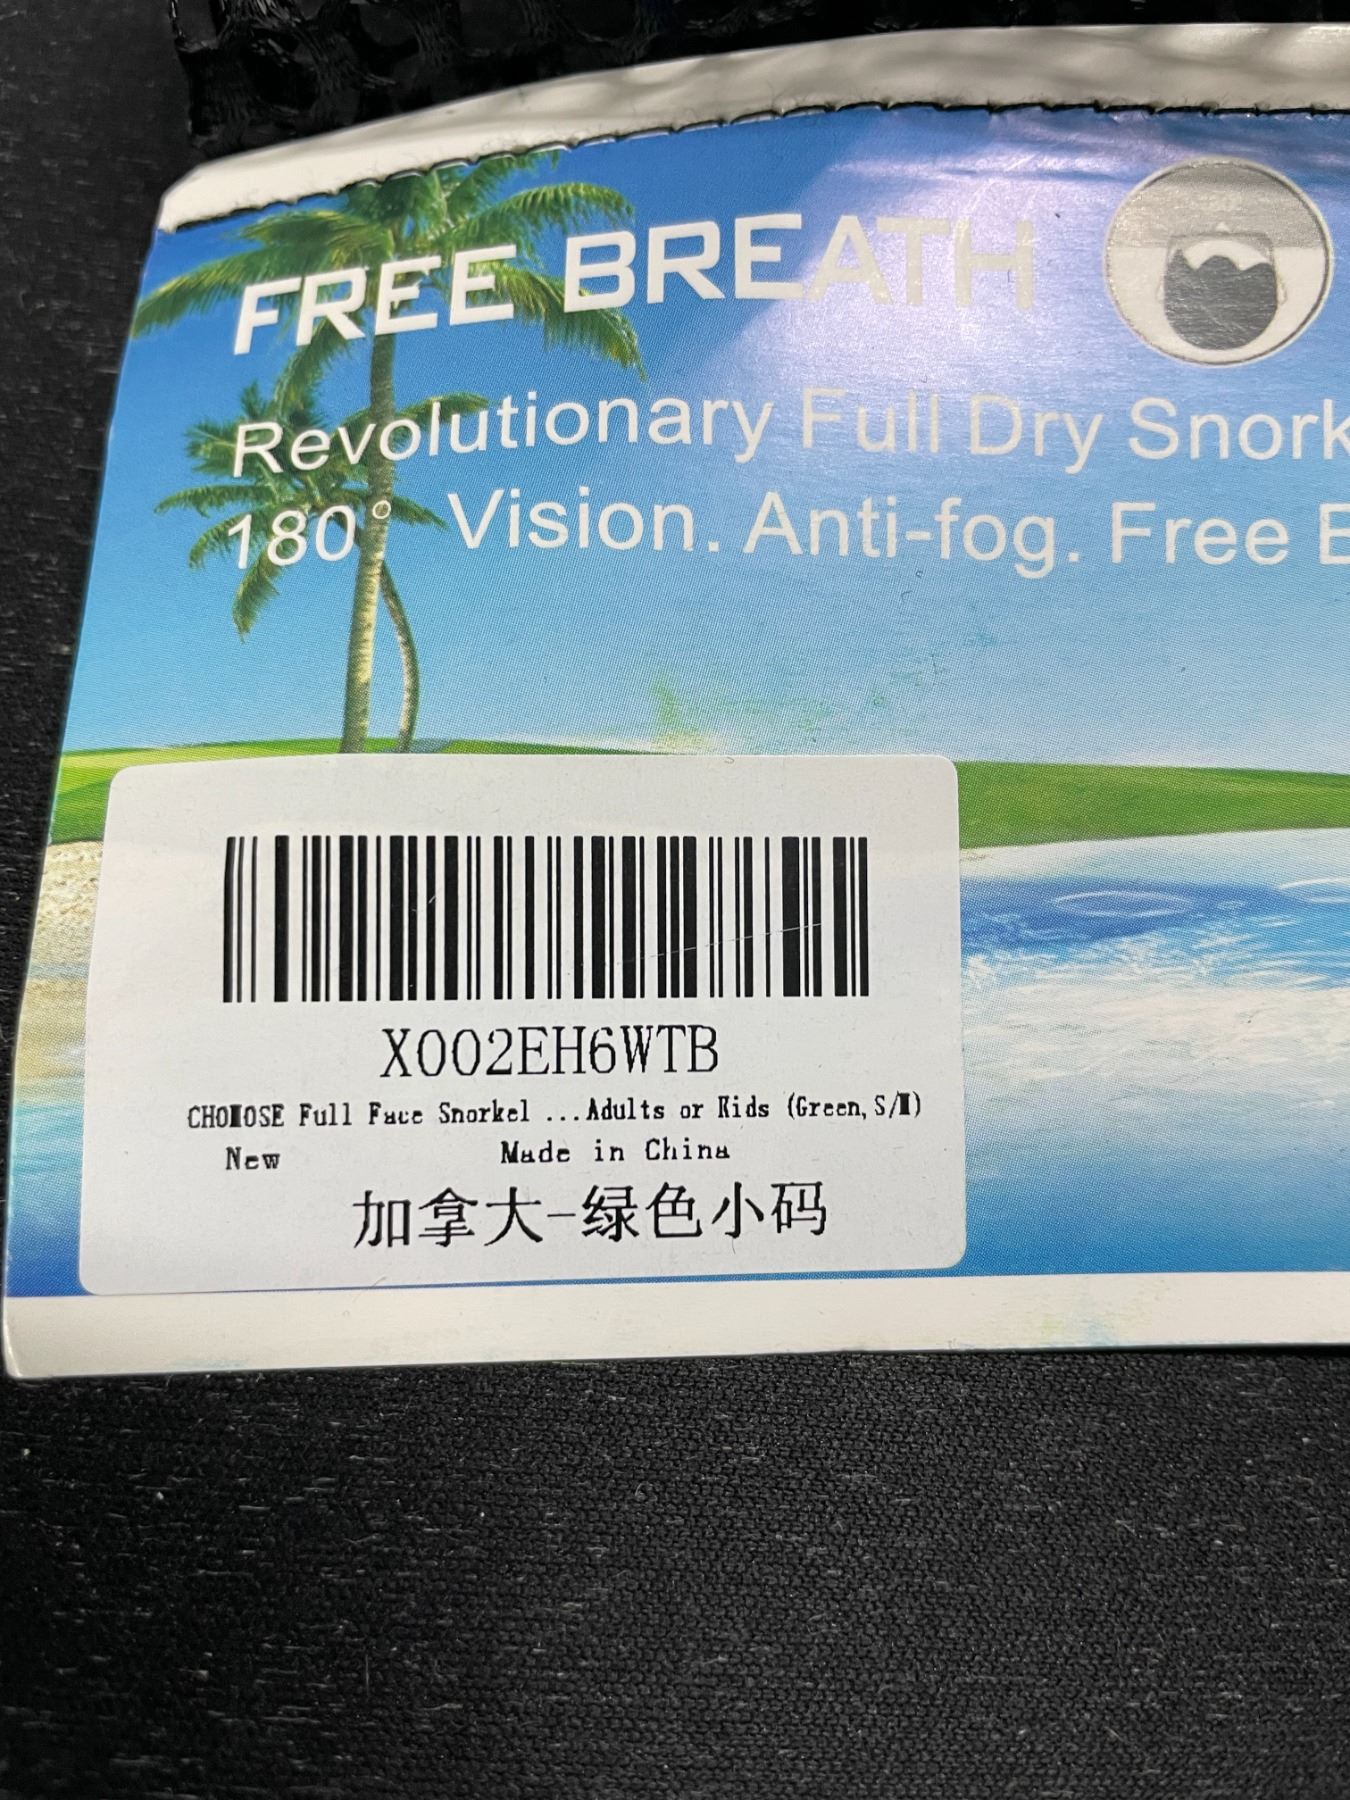 FREE BREATH
Revolutionary Full Dry Snork
180° Vision. Anti-fog. Free
X002EH6WTB
CHOMOSE Full Face Snorkel ...Adults or Kids (Green, S/M)
New Made in China
加拿大-绿色小码